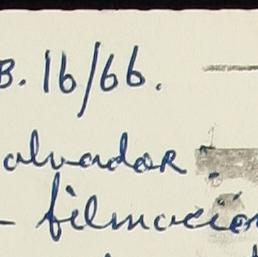 B. 16/66.
alvador:
- filmación